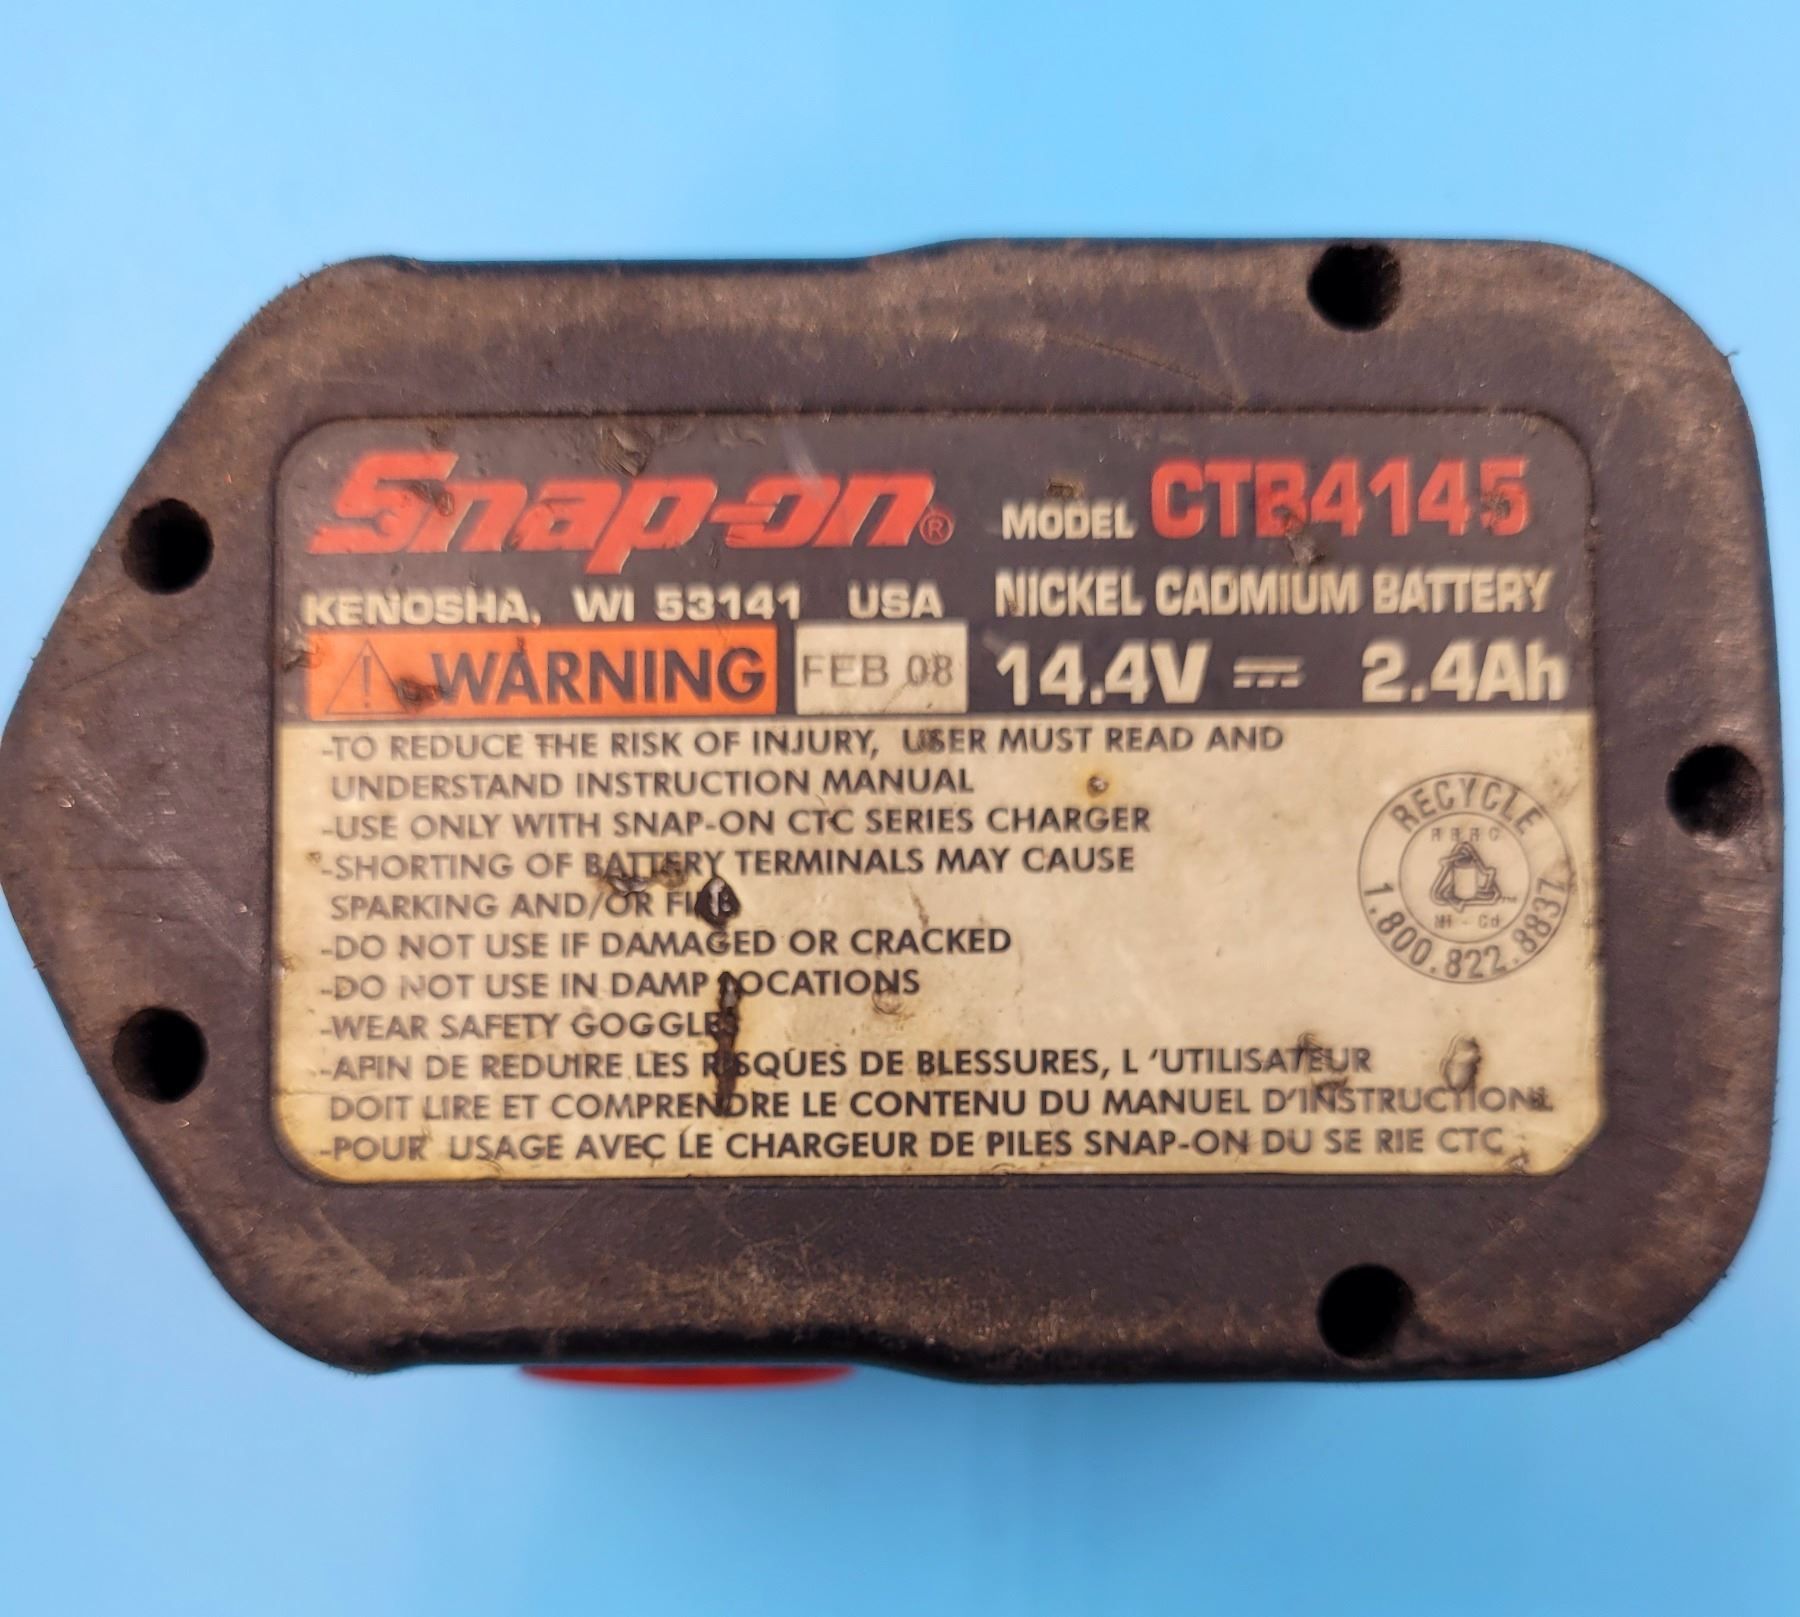 Snap-on®
MODEL CTB4145
KENOSHA, WI 53141 USA
NICKEL CADMIUM BATTERY
WARNING
FEB 08
14.4V 2.4Ah
-TO REDUCE THE RISK OF INJURY, USER MUST READ AND
UNDERSTAND INSTRUCTION MANUAL
-USE ONLY WITH SNAP-ON CTC SERIES CHARGER
-SHORTING OF BATTERY TERMINALS MAY CAUSE
SPARKING AND/OR FIRE
-DO NOT USE IF DAMAGED OR CRACKED
-DO NOT USE IN DAMP LOCATIONS
-WEAR SAFETY GOGGLES
-AFIN DE REDUIRE LES RISQUES DE BLESSURES, L 'UTILISATEUR
DOIT LIRE ET COMPRENDRE LE CONTENU DU MANUEL D'INSTRUCTIONS.
-POUR USAGE AVEC LE CHARGEUR DE PILES SNAP-ON DU SE RIE CTC
RECYCLE
RBRC
Ni - Cd
1.800.822.8837